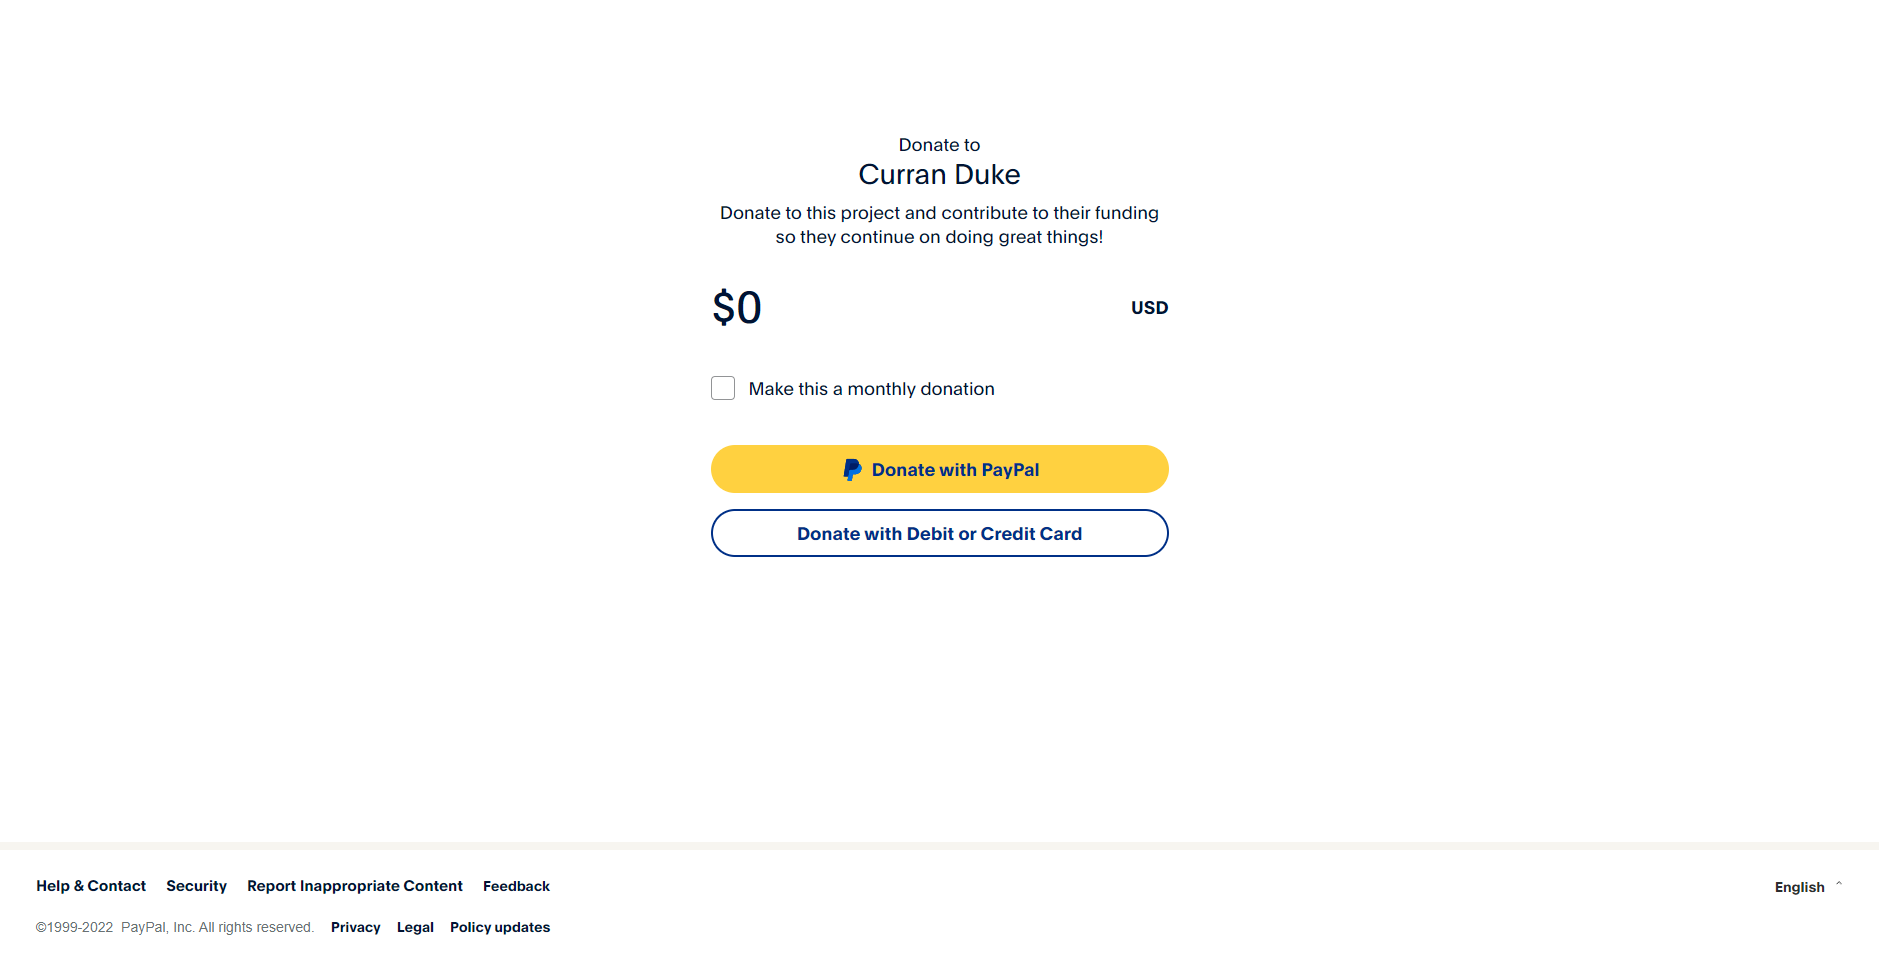 Donate to
Curran Duke
Donate to this project and contribute to their funding
so they continue on doing great things!
$0 USD
Make this a monthly donation
Donate with PayPal
Donate with Debit or Credit Card
Help & Contact Security Report Inappropriate Content Feedback English
©1999-2022 PayPal, Inc. All rights reserved. Privacy Legal Policy updates